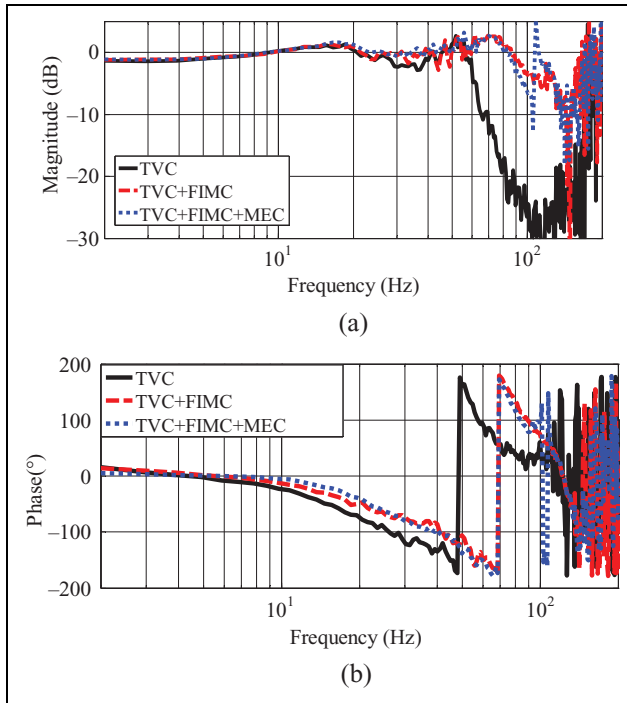 0
−10
−20
−30
Magnitude (dB)
TVC
TVC+FIMC
TVC+FIMC+MEC
10^1
10^2
Frequency (Hz)
(a)
200
100
0
−100
−200
Phase(°)
TVC
TVC+FIMC
TVC+FIMC+MEC
10^1
10^2
Frequency (Hz)
(b)